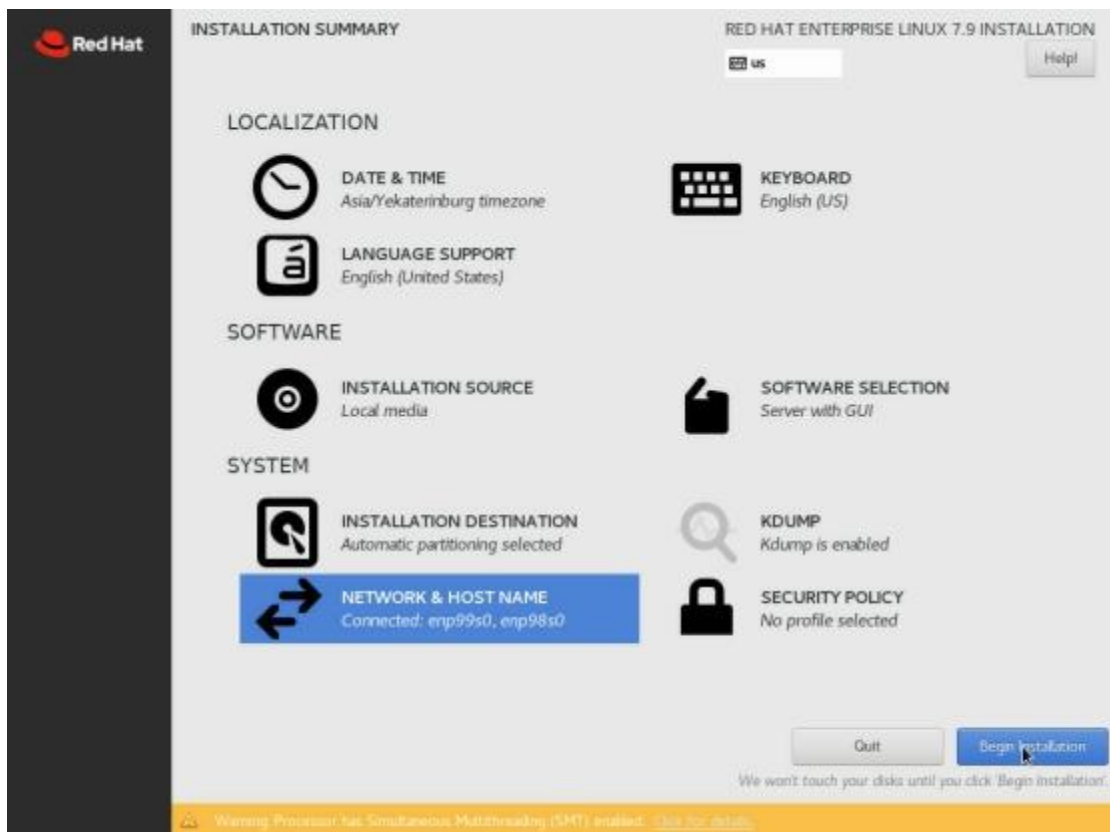 Red Hat
INSTALLATION SUMMARY
RED HAT ENTERPRISE LINUX 7.9 INSTALLATION
us
Help!
LOCALIZATION
DATE & TIME
Asia/Yekaterinburg timezone
KEYBOARD
English (US)
LANGUAGE SUPPORT
English (United States)
SOFTWARE
INSTALLATION SOURCE
Local media
SOFTWARE SELECTION
Server with GUI
SYSTEM
INSTALLATION DESTINATION
Automatic partitioning selected
KDUMP
Kdump is enabled
NETWORK & HOST NAME
Connected: enp99s0, enp98s0
SECURITY POLICY
No profile selected
Quit
Begin Installation
We won't touch your disks until you click 'Begin Installation'.
Warning Processor has Simultaneous Multithreading (SMT) enabled. Click for details.